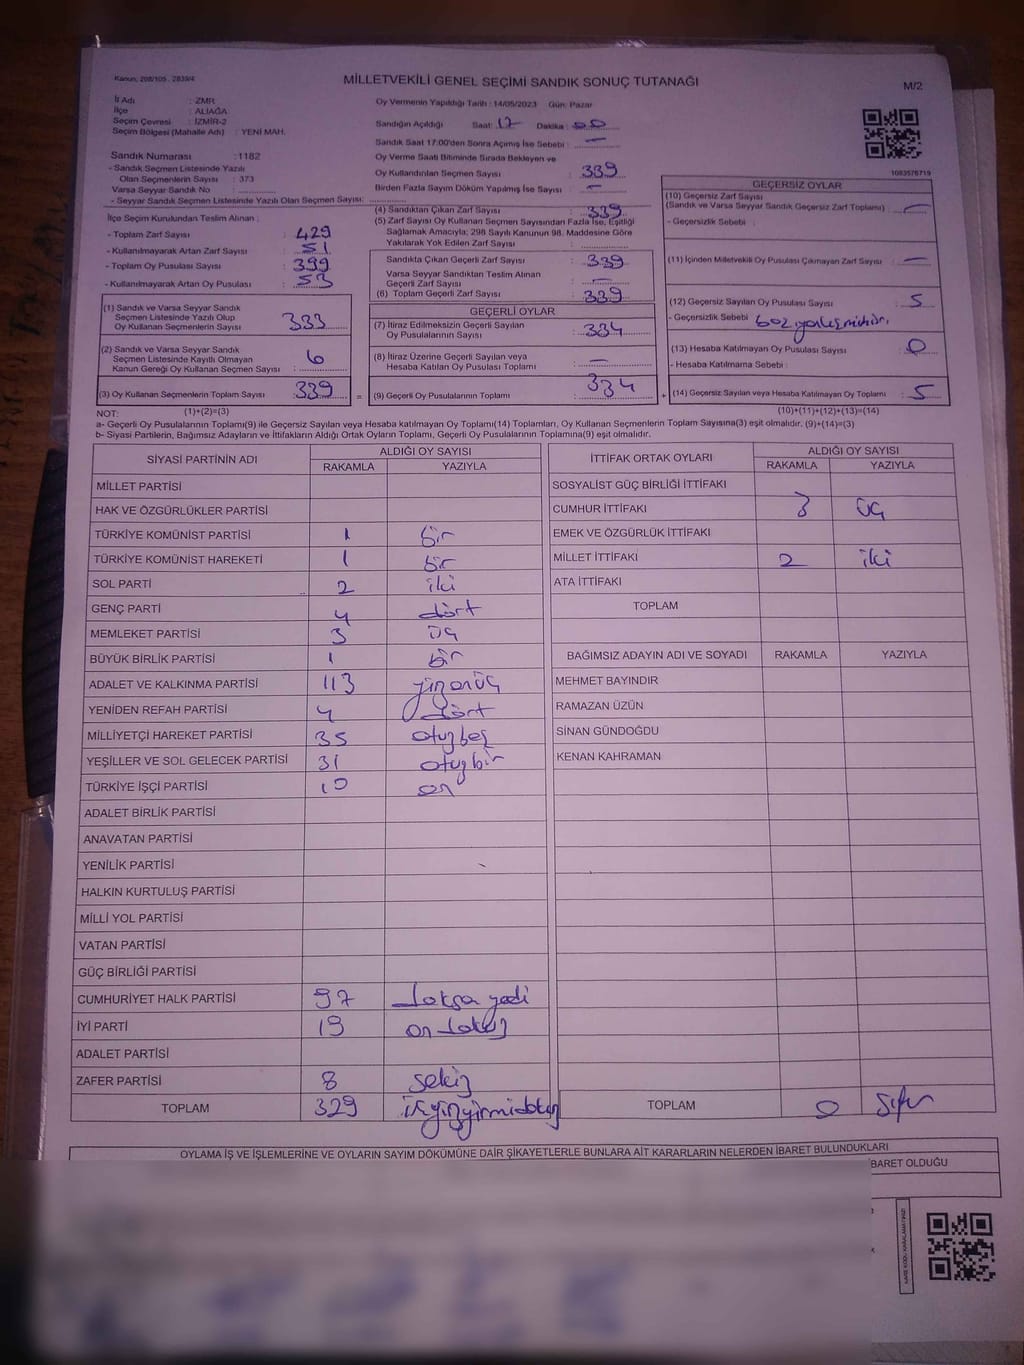 Kanun: 298/105 . 2839/4
MİLLETVEKİLİ GENEL SEÇİMİ SANDIK SONUÇ TUTANAĞI
M/2
İl Adı : İZMİR
İlçe : ALİAĞA
Seçim Çevresi : İZMİR-2
Seçim Bölgesi (Mahalle Adı) : YENİ MAH.
Sandık Numarası :1182
- Sandık Seçmen Listesinde Yazılı
Olan Seçmenlerin Sayısı : 373
Varsa Seyyar Sandık No
- Seyyar Sandık Seçmen Listesinde Yazılı Olan Seçmen Sayısı:
İlçe Seçim Kurulundan Teslim Alınan ;
- Toplam Zarf Sayısı : 429
- Kullanılmayarak Artan Zarf Sayısı : 51
- Toplam Oy Pusulası Sayısı : 399
- Kullanılmayarak Artan Oy Pusulası : 53
(1) Sandık ve Varsa Seyyar Sandık
Seçmen Listesinde Yazılı Olup
Oy Kullanan Seçmenlerin Sayısı : 333
(2) Sandık ve Varsa Seyyar Sandık
Seçmen Listesinde Kayıtlı Olmayan
Kanun Gereği Oy Kullanan Seçmen Sayısı : 6
(3) Oy Kullanan Seçmenlerin Toplam Sayısı : 339
Oy Vermenin Yapıldığı Tarih : 14/05/2023 Gün: Pazar
Sandığın Açıldığı Saat: 17 Dakika : 00
Sandık Saat 17:00'den Sonra Açılmış İse Sebebi : —
Oy Verme Saati Bitiminde Sırada Bekleyen ve
Oy Kullandırılan Seçmen Sayısı : 339
Birden Fazla Sayım Döküm Yapılmış İse Sayısı : —
(4) Sandıktan Çıkan Zarf Sayısı : 339
(5) Zarf Sayısı Oy Kullanan Seçmen Sayısından Fazla İse, Eşitliği
Sağlamak Amacıyla; 298 Sayılı Kanunun 98. Maddesine Göre
Yakılarak Yok Edilen Zarf Sayısı :
Sandıkta Çıkan Geçerli Zarf Sayısı : 339
Varsa Seyyar Sandıktan Teslim Alınan
Geçerli Zarf Sayısı : —
(6) Toplam Geçerli Zarf Sayısı : 339
GEÇERLİ OYLAR
(7) İtiraz Edilmeksizin Geçerli Sayılan
Oy Pusulalarının Sayısı : 334
(8) İtiraz Üzerine Geçerli Sayılan veya
Hesaba Katılan Oy Pusulası Toplamı : —
= (9) Geçerli Oy Pusulalarının Toplamı : 334
1083576719
GEÇERSİZ OYLAR
(10) Geçersiz Zarf Sayısı
(Sandık ve Varsa Seyyar Sandık Geçersiz Zarf Toplamı) : —
- Geçersizlik Sebebi :
(11) İçinden Milletvekili Oy Pusulası Çıkmayan Zarf Sayısı : —
(12) Geçersiz Sayılan Oy Pusulası Sayısı : 5
- Geçersizlik Sebebi :
(13) Hesaba Katılmayan Oy Pusulası Sayısı : 0
- Hesaba Katılmama Sebebi :
+ (14) Geçersiz Sayılan veya Hesaba Katılmayan Oy Toplamı : 5
NOT: (1)+(2)=(3) (10)+(11)+(12)+(13)=(14)
a- Geçerli Oy Pusulalarının Toplamı(9) ile Geçersiz Sayılan veya Hesaba katılmayan Oy Toplamı(14) Toplamları, Oy Kullanan Seçmenlerin Toplam Sayısına(3) eşit olmalıdır. (9)+(14)=(3)
b- Siyasi Partilerin, Bağımsız Adayların ve İttifakların Aldığı Ortak Oyların Toplamı, Geçerli Oy Pusulalarının Toplamına(9) eşit olmalıdır.
SİYASİ PARTİNİN ADI ALDIĞI OY SAYISI
RAKAMLA YAZIYLA
MİLLET PARTİSİ
HAK VE ÖZGÜRLÜKLER PARTİSİ
TÜRKİYE KOMÜNİST PARTİSİ 1 bir
TÜRKİYE KOMÜNİST HAREKETİ 1 bir
SOL PARTİ 2 iki
GENÇ PARTİ 4 dört
MEMLEKET PARTİSİ 3 üç
BÜYÜK BİRLİK PARTİSİ 1 bir
ADALET VE KALKINMA PARTİSİ 113 yüzonüç
YENİDEN REFAH PARTİSİ 4 dört
MİLLİYETÇİ HAREKET PARTİSİ 35 otuzbeş
YEŞİLLER VE SOL GELECEK PARTİSİ 31 otuzbir
TÜRKİYE İŞÇİ PARTİSİ 10 on
ADALET BİRLİK PARTİSİ
ANAVATAN PARTİSİ
YENİLİK PARTİSİ
HALKIN KURTULUŞ PARTİSİ
MİLLİ YOL PARTİSİ
VATAN PARTİSİ
GÜÇ BİRLİĞİ PARTİSİ
CUMHURİYET HALK PARTİSİ 97 doksa yedi
İYİ PARTİ 19 on dokuz
ADALET PARTİSİ
ZAFER PARTİSİ 8 sekiz
TOPLAM 329 üçyüzyirmidokuz
İTTİFAK ORTAK OYLARI ALDIĞI OY SAYISI
RAKAMLA YAZIYLA
SOSYALİST GÜÇ BİRLİĞİ İTTİFAKI
CUMHUR İTTİFAKI 3 üç
EMEK VE ÖZGÜRLÜK İTTİFAKI
MİLLET İTTİFAKI 2 iki
ATA İTTİFAKI
TOPLAM
BAĞIMSIZ ADAYIN ADI VE SOYADI RAKAMLA YAZIYLA
MEHMET BAYINDIR
RAMAZAN ÜZÜN
SİNAN GÜNDOĞDU
KENAN KAHRAMAN
TOPLAM 0 sıfır
OYLAMA İŞ VE İŞLEMLERİNE VE OYLARIN SAYIM DÖKÜMÜNE DAİR ŞİKAYETLERLE BUNLARA AİT KARARLARIN NELERDEN İBARET BULUNDUKLARI
İBARET OLDUĞU